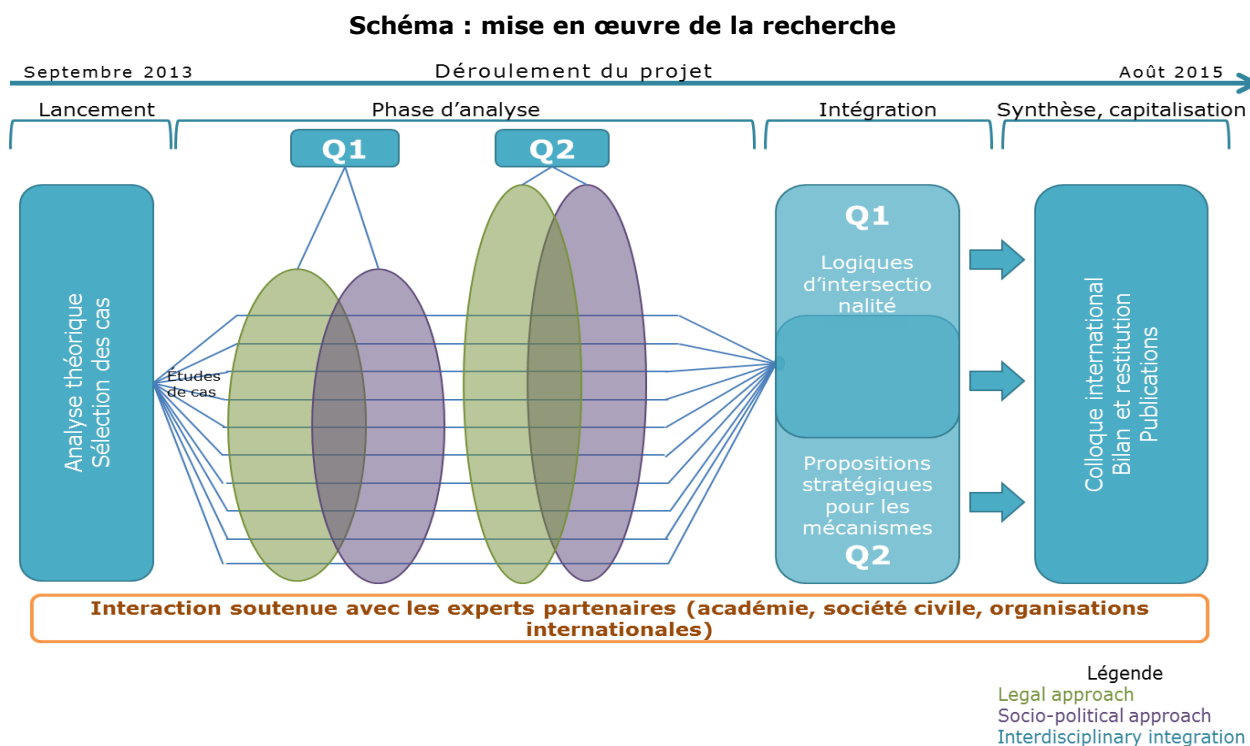 Schéma : mise en œuvre de la recherche
Septembre 2013
Déroulement du projet
Août 2015
Lancement
Phase d’analyse
Intégration
Synthèse, capitalisation
Q1
Q2
Analyse théorique
Sélection des cas
Études
de cas
Q1
Logiques
d’intersectio
nalité
Propositions
stratégiques
pour les
mécanismes
Q2
Colloque international
Bilan et restitution
Publications
Interaction soutenue avec les experts partenaires (académie, société civile, organisations
internationales)
Légende
Legal approach
Socio-political approach
Interdisciplinary integration